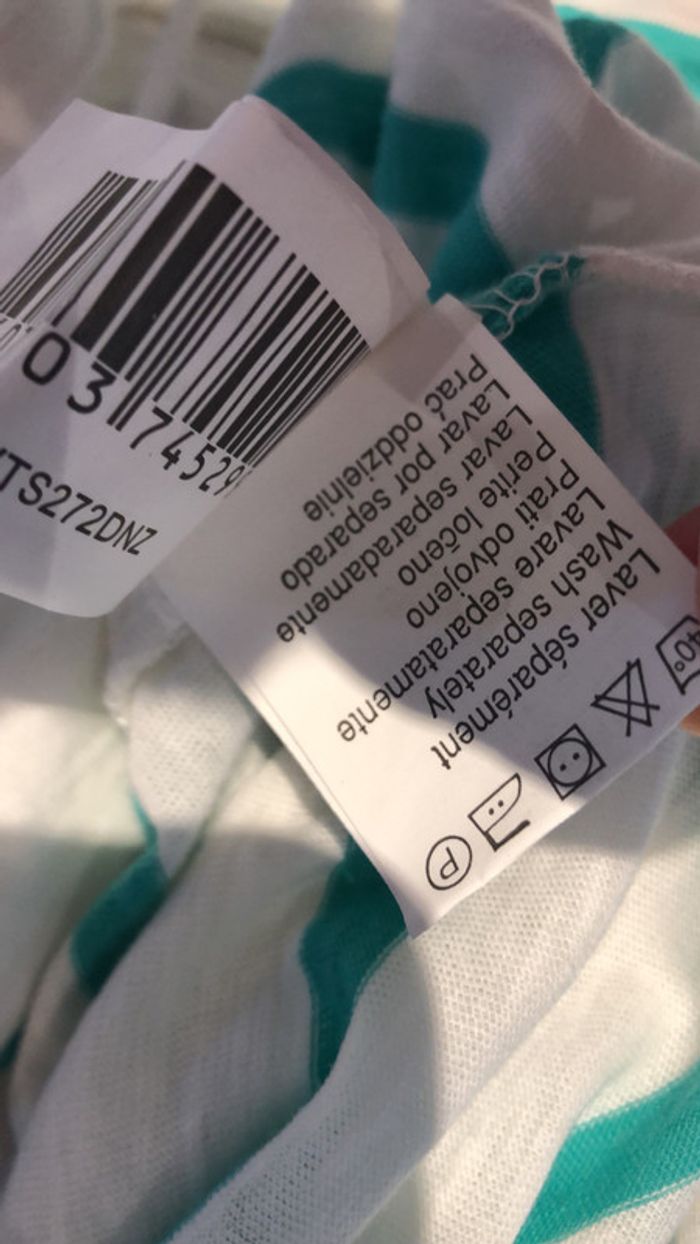 P
Laver séparément
Wash separately
Lavare separatamente
Prati odvojeno
Perite ločeno
Lavar separadamente
Lavar por separado
Prać oddzielnie
03 74529
TS272DNZ